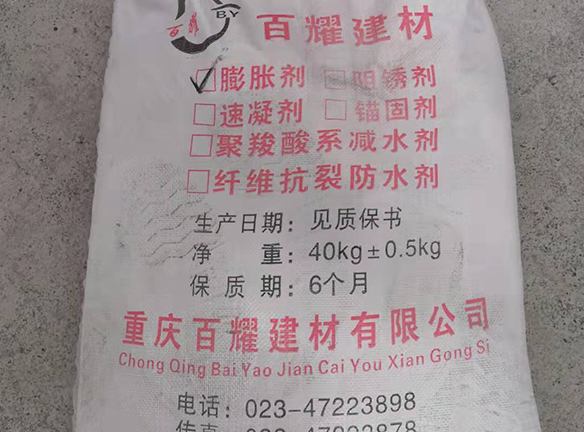 BY
百耀
百耀建材
☑膨胀剂 □阻锈剂
□速凝剂 □锚固剂
□聚羧酸系减水剂
□纤维抗裂防水剂
生产日期：见质保书
净 重：40kg±0.5kg
保 质 期：6个月
重庆百耀建材有限公司
Chong Qing Bai Yao Jian Cai You Xian Gong Si
电话：023-47223898